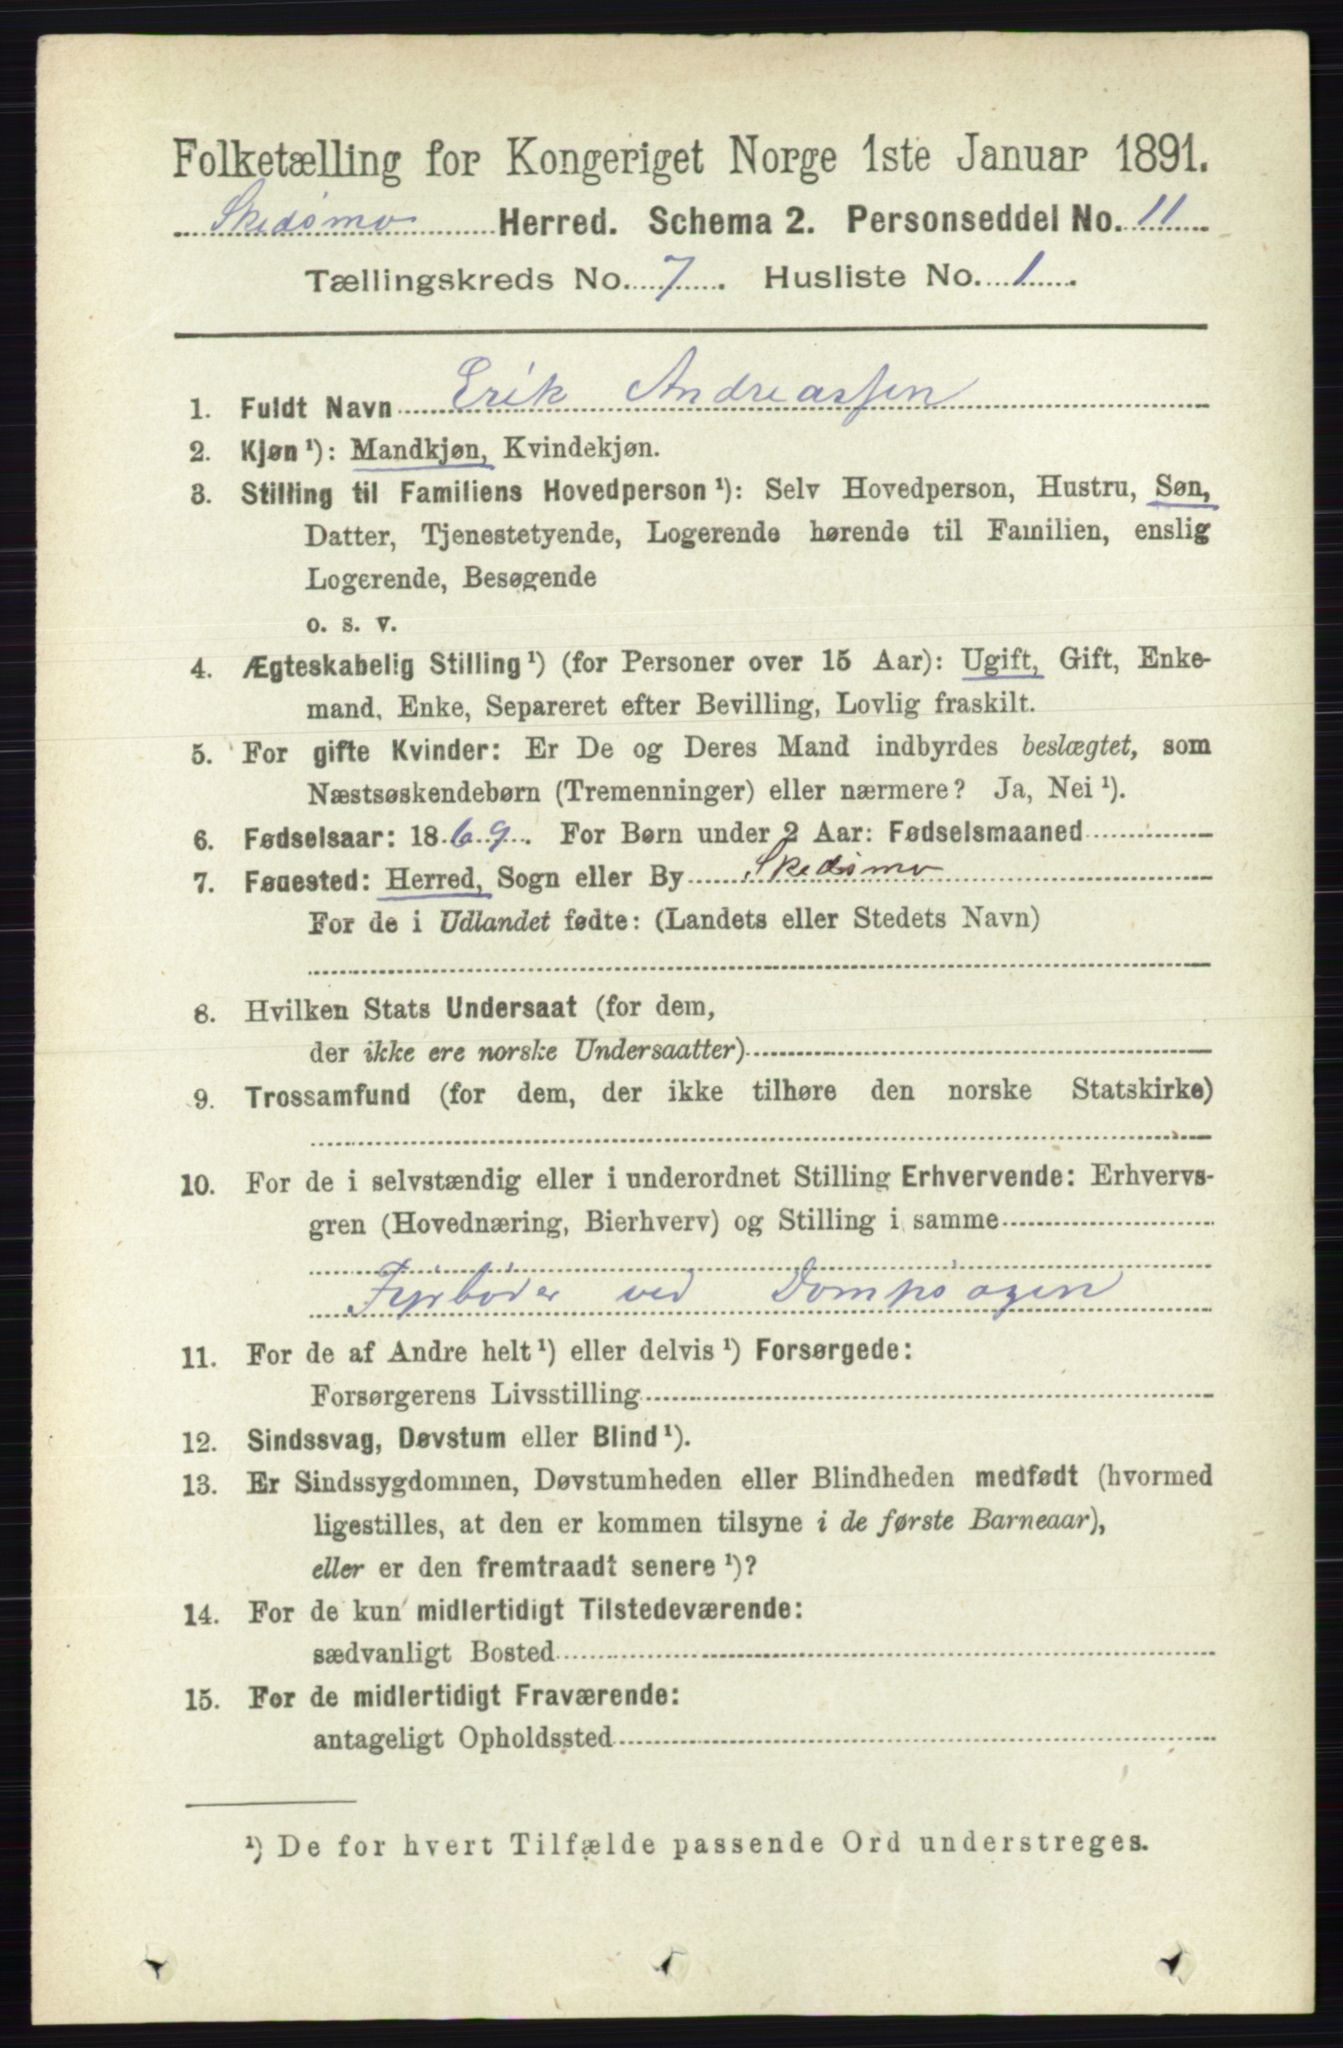 Folketælling for Kongeriget Norge 1ste Januar 1891.
Skedsmo Herred. Schema 2. Personseddel No. 11
Tællingskreds No. 7. Husliste No. 1.
1. Fuldt Navn Erik Andreassen
2. Kjøn ¹): Mandkjøn, Kvindekjøn.
3. Stilling til Familiens Hovedperson ¹): Selv Hovedperson, Hustru, Søn,
Datter, Tjenestetyende, Logerende hørende til Familien, enslig
Logerende, Besøgende
o. s. v.
4. Ægteskabelig Stilling ¹) (for Personer over 15 Aar): Ugift, Gift, Enke-
mand, Enke, Separeret efter Bevilling, Lovlig fraskilt.
5. For gifte Kvinder: Er De og Deres Mand indbyrdes beslægtet, som
Næstsøskendebørn (Tremenninger) eller nærmere? Ja, Nei ¹).
6. Fødselsaar: 1869. For Børn under 2 Aar: Fødselsmaaned
7. Fødested: Herred, Sogn eller By Skedsmo
For de i Udlandet fødte: (Landets eller Stedets Navn)
8. Hvilken Stats Undersaat (for dem,
der ikke ere norske Undersaatter)
9. Trossamfund (for dem, der ikke tilhøre den norske Statskirke)
10. For de i selvstændig eller i underordnet Stilling Erhvervende: Erhvervs-
gren (Hovednæring, Bierhverv) og Stilling i samme
Fyrbøder ved Dampsagen
11. For de af Andre helt ¹) eller delvis ¹) Forsørgede:
Forsørgerens Livsstilling
12. Sindssvag, Døvstum eller Blind ¹).
13. Er Sindssygdommen, Døvstumheden eller Blindheden medfødt (hvormed
ligestilles, at den er kommen tilsyne i de første Barneaar),
eller er den fremtraadt senere ¹)?
14. For de kun midlertidigt Tilstedeværende:
sædvanligt Bosted
15. For de midlertidigt Fraværende:
antageligt Opholdssted
¹) De for hvert Tilfælde passende Ord understreges.